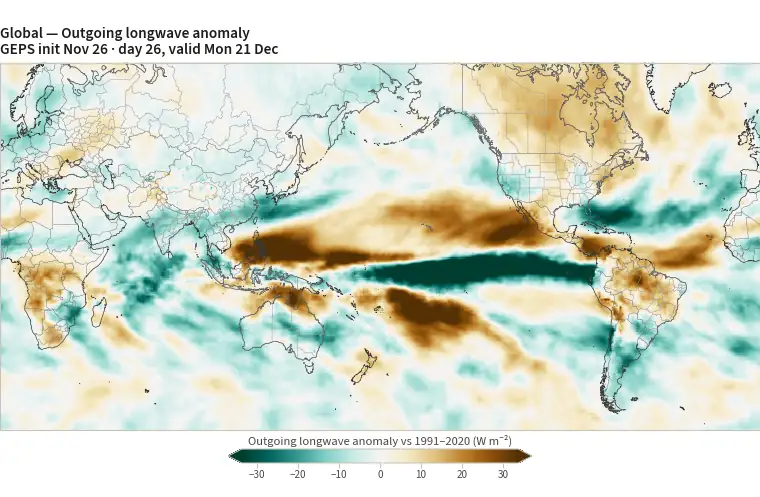 Global — Outgoing longwave anomaly
GEPS init Nov 26 · day 26, valid Mon 21 Dec
Outgoing longwave anomaly vs 1991–2020 (W m⁻²)
−30 −20 −10 0 10 20 30